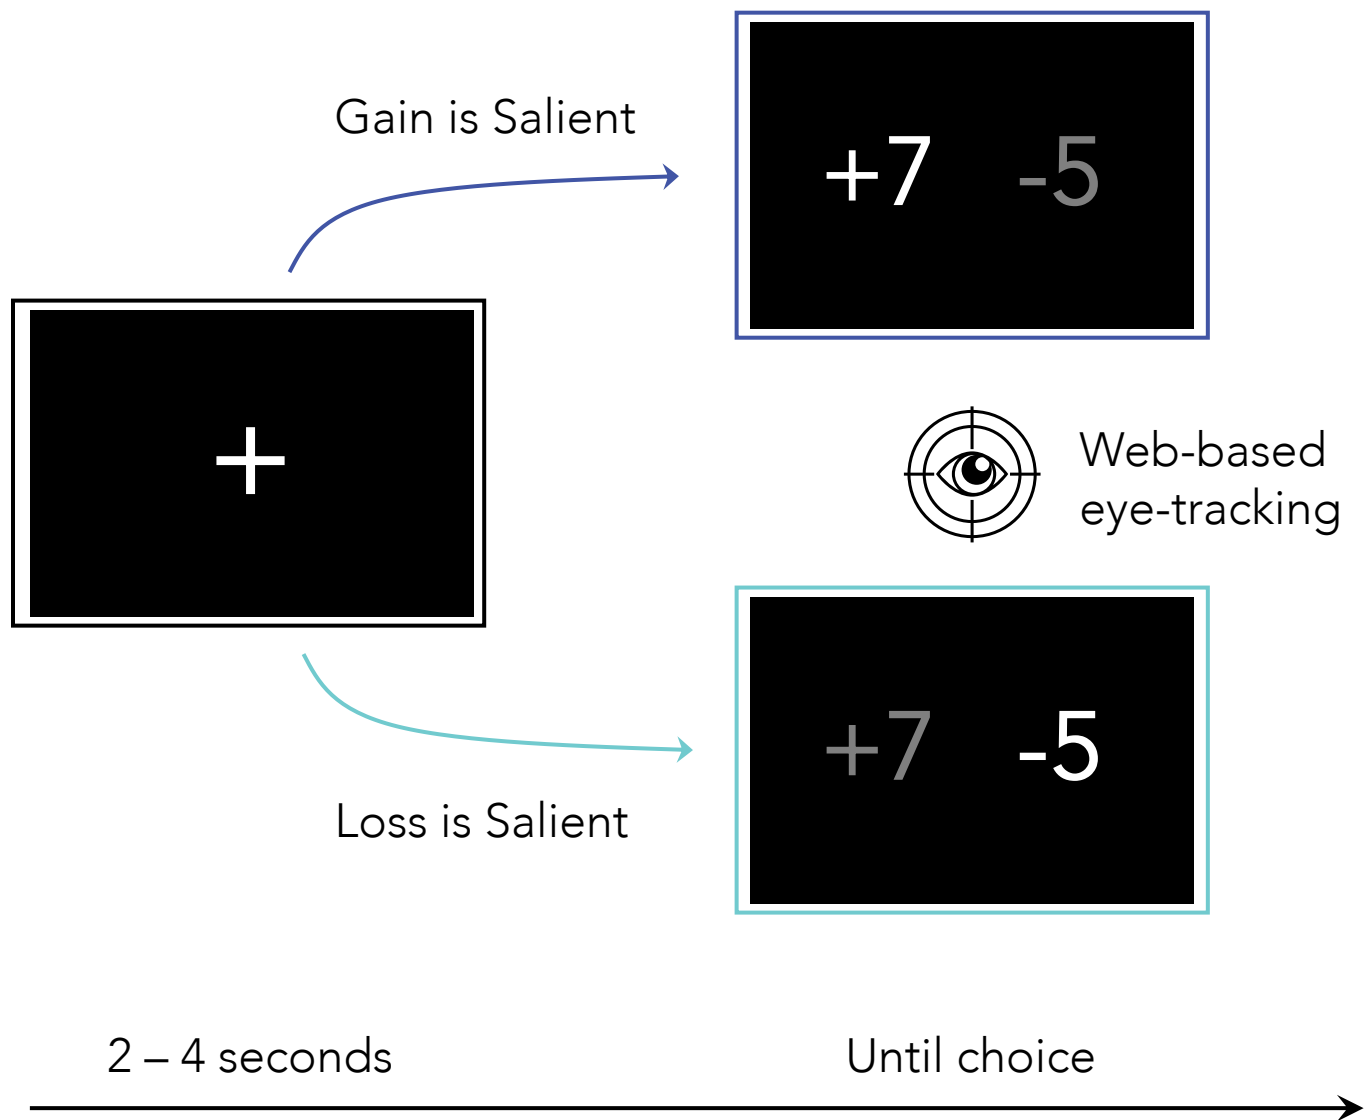 Gain is Salient
+7 -5
+
Web-based
eye-tracking
+7 -5
Loss is Salient
2 – 4 seconds
Until choice